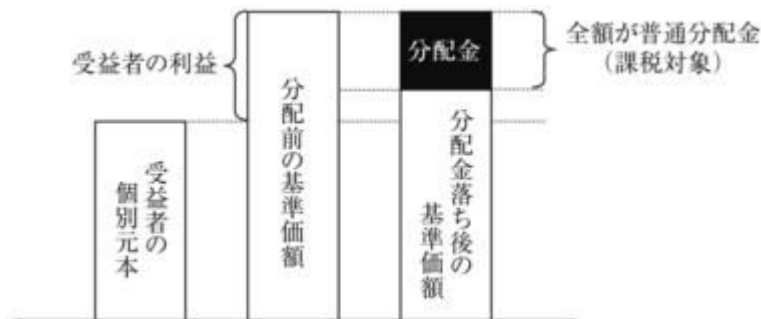 受益者の利益
受益者の
個別元本
分配前の基準価額
分配金
分配金落ち後の
基準価額
全額が普通分配金
（課税対象）